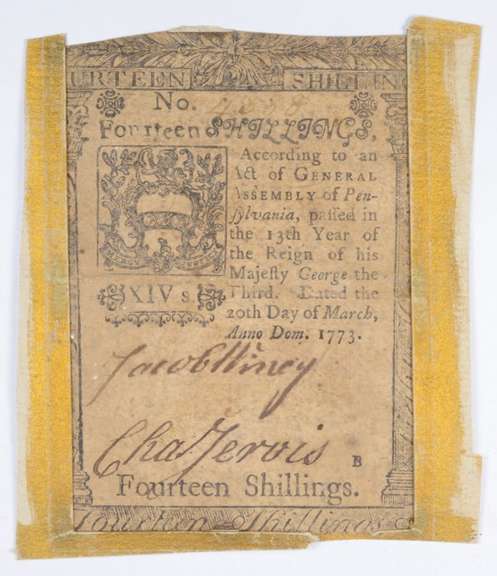 URTEEN SHILLIN
No.
Fourteen SHILLINGS,
According to an
Act of GENERAL
ASSEMBLY of Pen-
ſylvania, paſſed in
the 13th Year of
the Reign of his
Majeſty George the
Third. Dated the
20th Day of March,
Anno Dom. 1773.
XIV s.
Jacob
Chas Jervis
B
Fourteen Shillings.
Fourteen Shillings